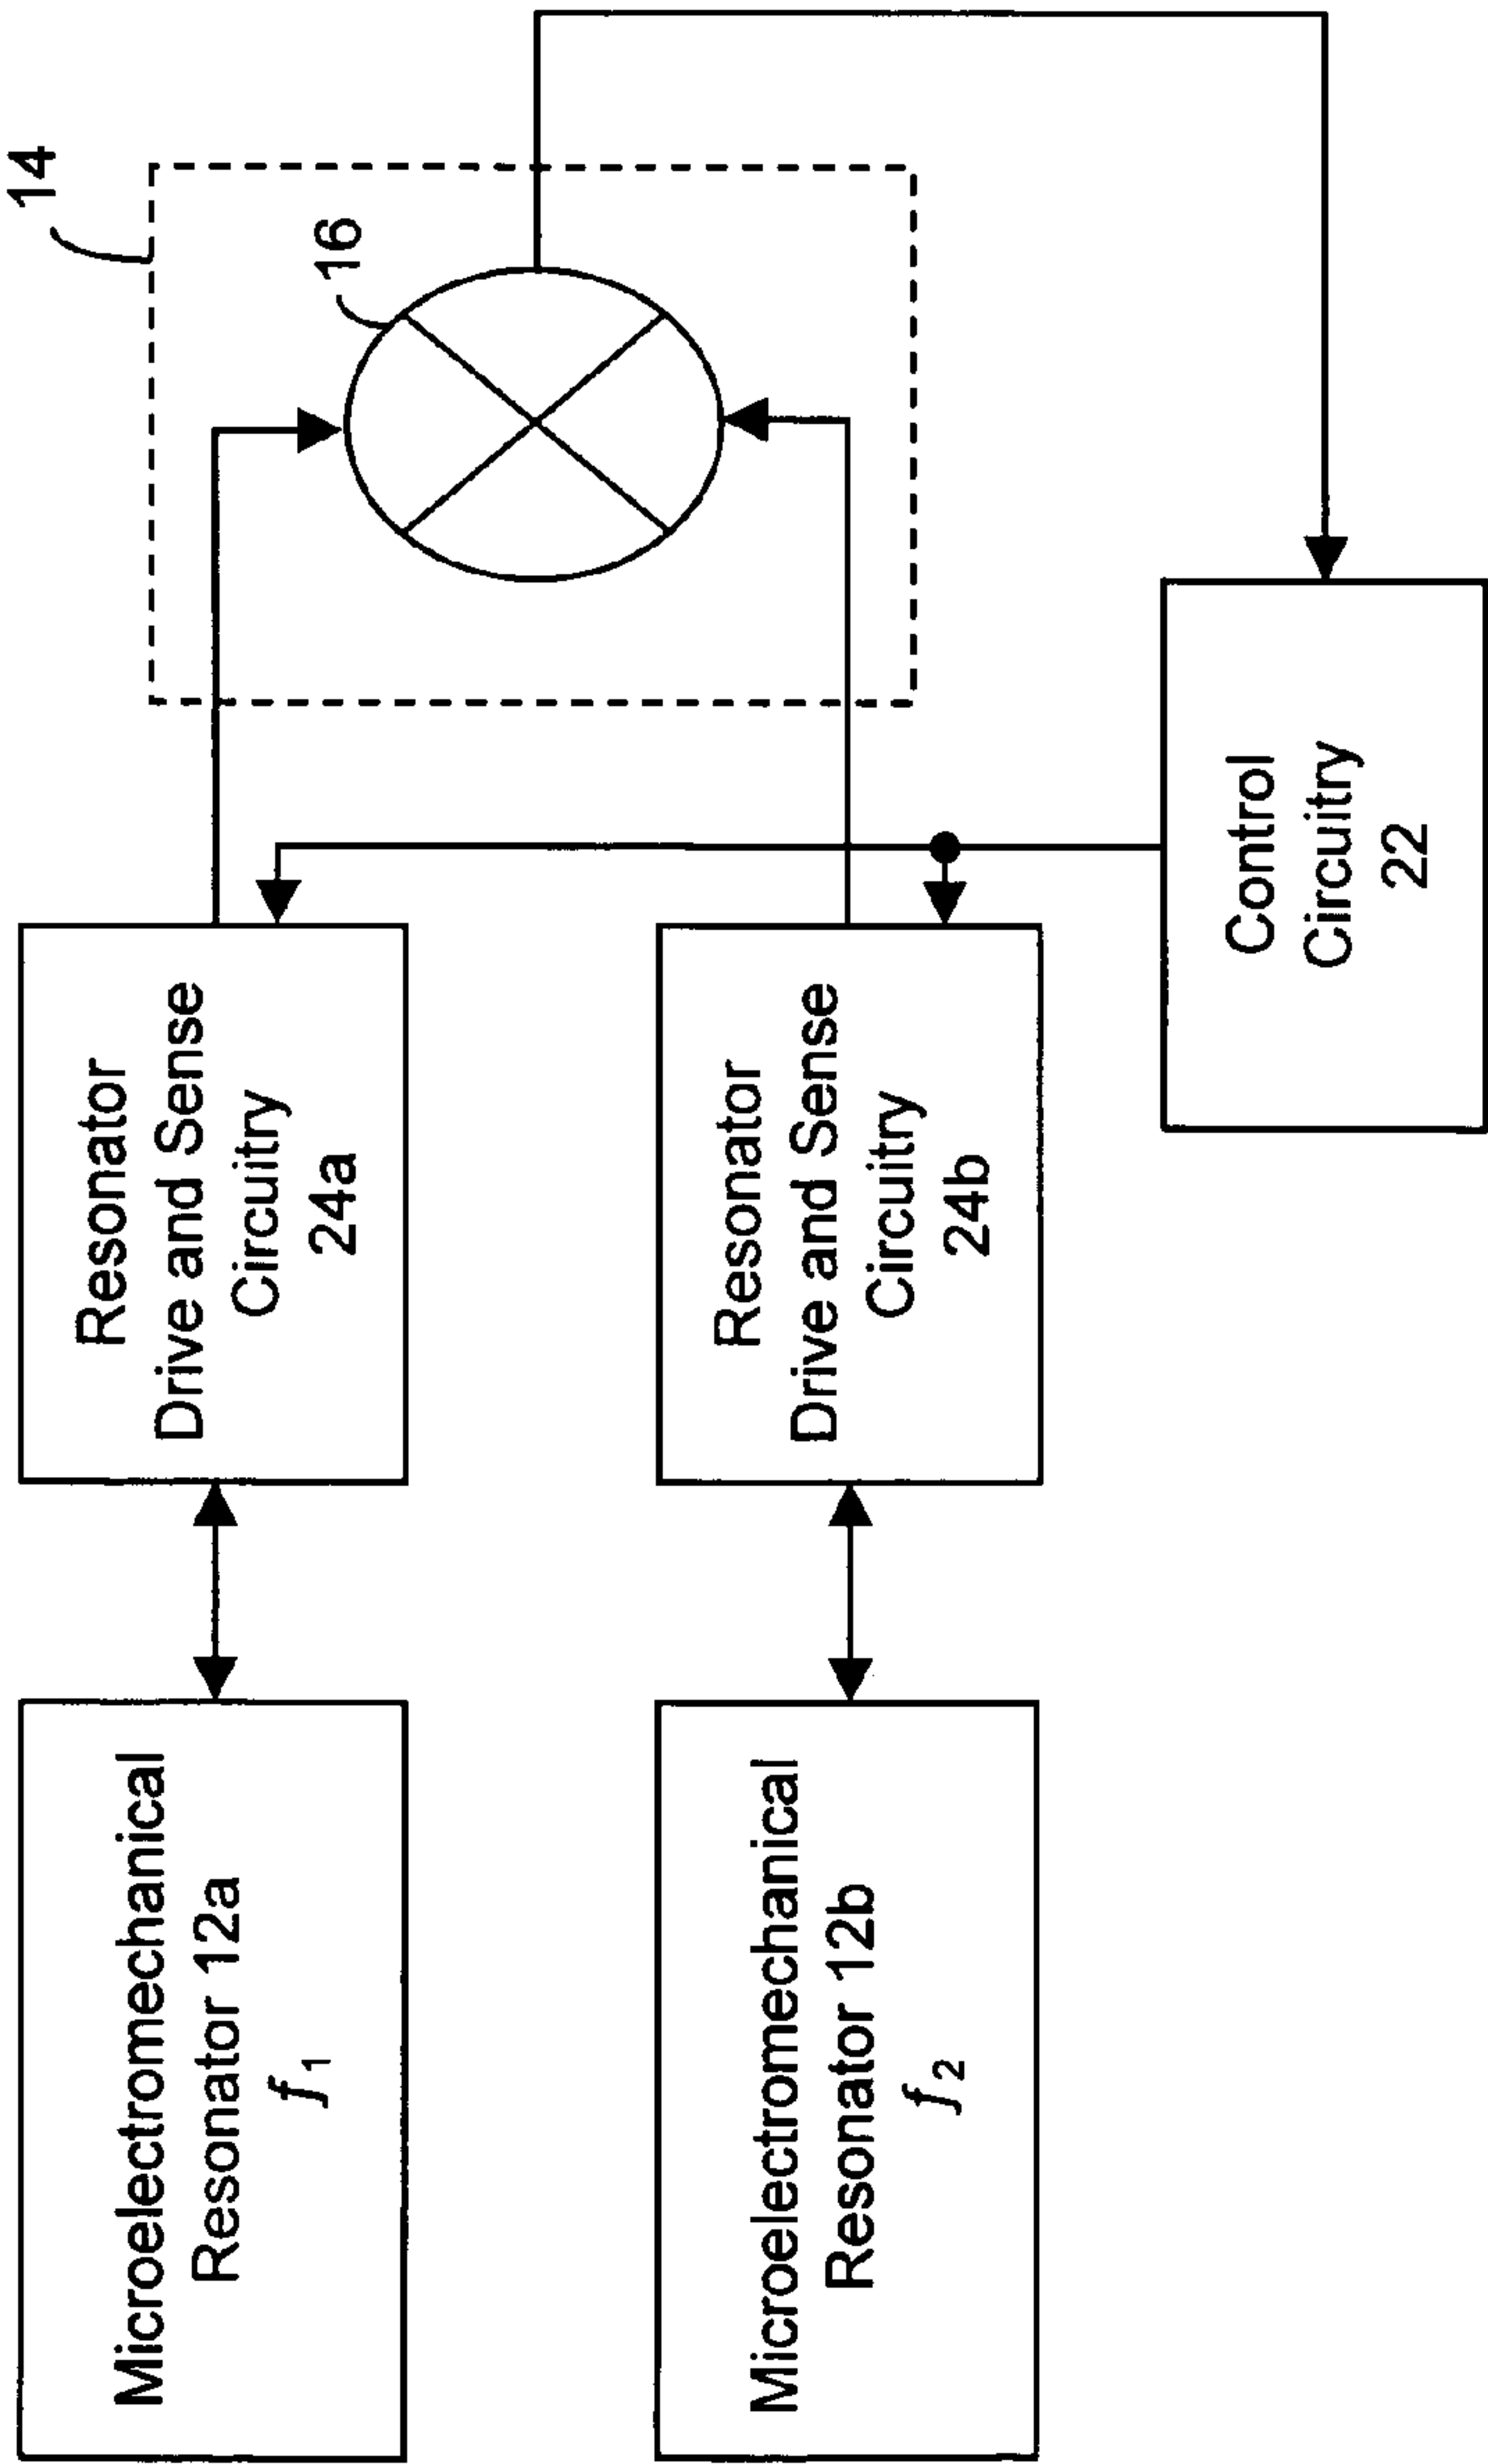 Microelectromechanical
Resonator 12a
f1
Resonator
Drive and Sense
Circuitry
24a
14
16
Microelectromechanical
Resonator 12b
f2
Resonator
Drive and Sense
Circuitry
24b
Control
Circuitry
22